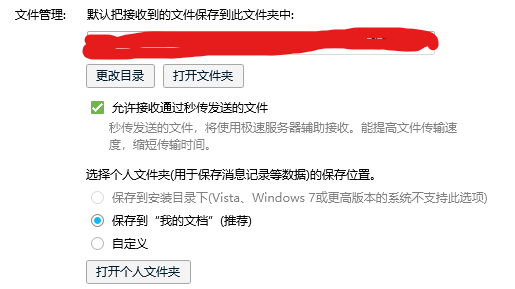 文件管理:
默认把接收到的文件保存到此文件夹中:
更改目录
打开文件夹
允许接收通过秒传发送的文件
秒传发送的文件，将使用极速服务器辅助接收。能提高文件传输速
度，缩短传输时间。
选择个人文件夹(用于保存消息记录等数据)的保存位置。
保存到安装目录下(Vista、Windows 7或更高版本的系统不支持此选项)
保存到“我的文档”(推荐)
自定义
打开个人文件夹